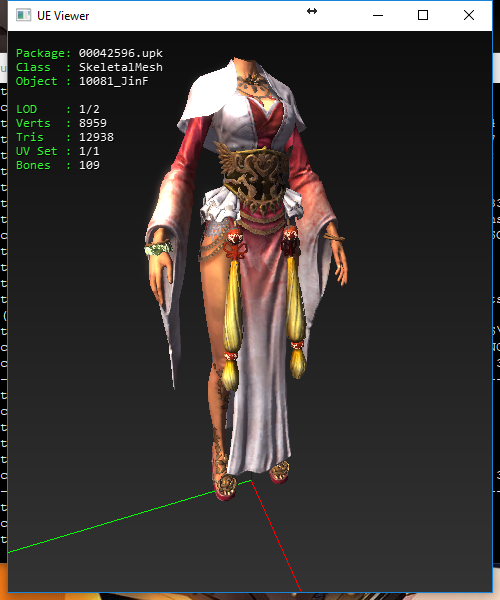 UE Viewer
Package: 00042596.upk
Class : SkeletalMesh
Object : 10081_JinF
LOD : 1/2
Verts : 8959
Tris : 12938
UV Set : 1/1
Bones : 109